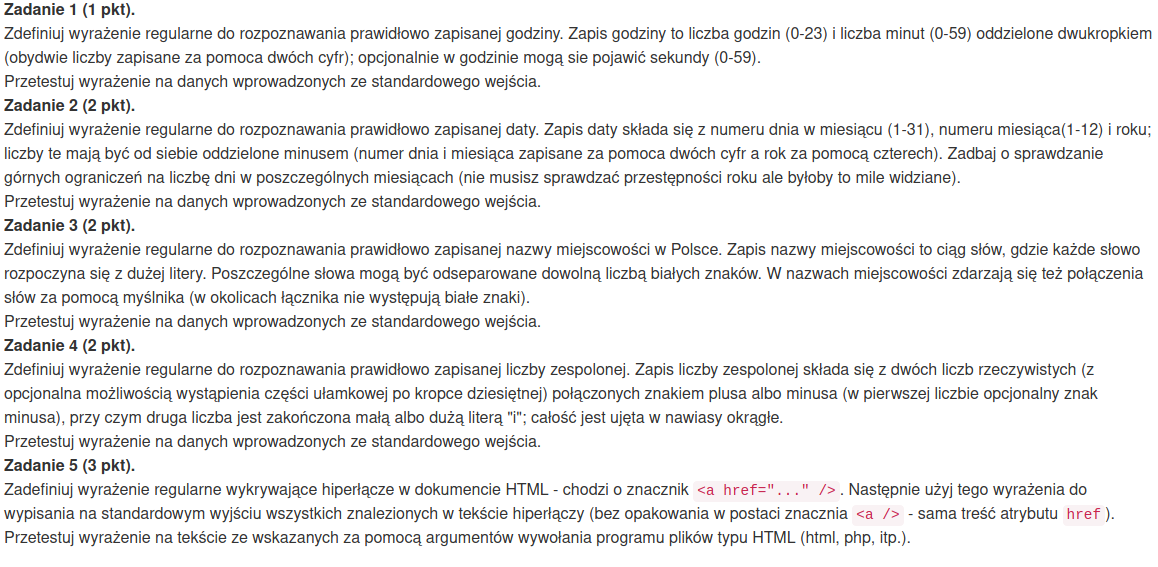 Zadanie 1 (1 pkt).
Zdefiniuj wyrażenie regularne do rozpoznawania prawidłowo zapisanej godziny. Zapis godziny to liczba godzin (0-23) i liczba minut (0-59) oddzielone dwukropkiem
(obydwie liczby zapisane za pomoca dwóch cyfr); opcjonalnie w godzinie mogą sie pojawić sekundy (0-59).
Przetestuj wyrażenie na danych wprowadzonych ze standardowego wejścia.
Zadanie 2 (2 pkt).
Zdefiniuj wyrażenie regularne do rozpoznawania prawidłowo zapisanej daty. Zapis daty składa się z numeru dnia w miesiącu (1-31), numeru miesiąca(1-12) i roku;
liczby te mają być od siebie oddzielone minusem (numer dnia i miesiąca zapisane za pomoca dwóch cyfr a rok za pomocą czterech). Zadbaj o sprawdzanie
górnych ograniczeń na liczbę dni w poszczególnych miesiącach (nie musisz sprawdzać przestępności roku ale byłoby to mile widziane).
Przetestuj wyrażenie na danych wprowadzonych ze standardowego wejścia.
Zadanie 3 (2 pkt).
Zdefiniuj wyrażenie regularne do rozpoznawania prawidłowo zapisanej nazwy miejscowości w Polsce. Zapis nazwy miejscowości to ciąg słów, gdzie każde słowo
rozpoczyna się z dużej litery. Poszczególne słowa mogą być odseparowane dowolną liczbą białych znaków. W nazwach miejscowości zdarzają się też połączenia
słów za pomocą myślnika (w okolicach łącznika nie występują białe znaki).
Przetestuj wyrażenie na danych wprowadzonych ze standardowego wejścia.
Zadanie 4 (2 pkt).
Zdefiniuj wyrażenie regularne do rozpoznawania prawidłowo zapisanej liczby zespolonej. Zapis liczby zespolonej składa się z dwóch liczb rzeczywistych (z
opcjonalna możliwością wystąpienia części ułamkowej po kropce dziesiętnej) połączonych znakiem plusa albo minusa (w pierwszej liczbie opcjonalny znak
minusa), przy czym druga liczba jest zakończona małą albo dużą literą "i"; całość jest ujęta w nawiasy okrągłe.
Przetestuj wyrażenie na danych wprowadzonych ze standardowego wejścia.
Zadanie 5 (3 pkt).
Zadefiniuj wyrażenie regularne wykrywające hiperłącze w dokumencie HTML - chodzi o znacznik <a href="..." />. Następnie użyj tego wyrażenia do
wypisania na standardowym wyjściu wszystkich znalezionych w tekście hiperłączy (bez opakowania w postaci znacznia <a /> - sama treść atrybutu href).
Przetestuj wyrażenie na tekście ze wskazanych za pomocą argumentów wywołania programu plików typu HTML (html, php, itp.).